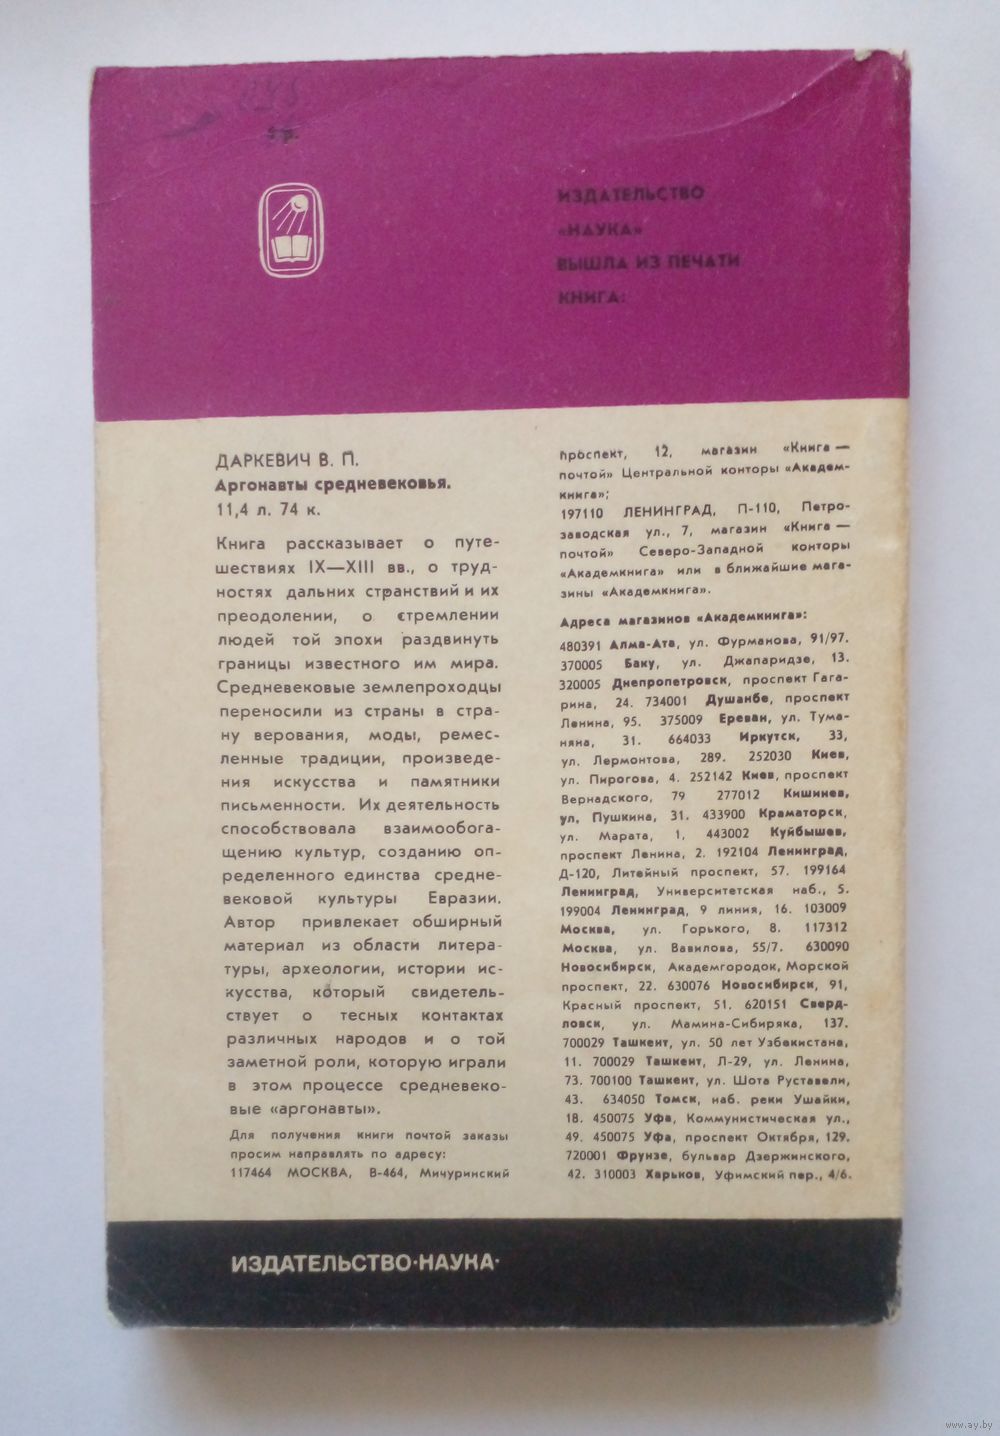 ИЗДАТЕЛЬСТВО
«НАУКА»
ВЫШЛА ИЗ ПЕЧАТИ
КНИГА:
ДАРКЕВИЧ В. П.
Аргонавты средневековья.
11,4 л. 74 к.
Книга рассказывает о путе-
шествиях IX—XIII вв., о труд-
ностях дальних странствий и их
преодолении, о стремлении
людей той эпохи раздвинуть
границы известного им мира.
Средневековые землепроходцы
переносили из страны в стра-
ну верования, моды, ремес-
ленные традиции, произведе-
ния искусства и памятники
письменности. Их деятельность
способствовала взаимообога-
щению культур, созданию оп-
ределенного единства средне-
вековой культуры Евразии.
Автор привлекает обширный
материал из области литера-
туры, археологии, истории ис-
кусства, который свидетель-
ствует о тесных контактах
различных народов и о той
заметной роли, которую играли
в этом процессе средневеко-
вые «аргонавты».
Для получения книги почтой заказы
просим направлять по адресу:
117464 МОСКВА, В-464, Мичуринский
проспект, 12, магазин «Книга —
почтой» Центральной конторы «Академ-
книга»;
197110 ЛЕНИНГРАД, П-110, Петро-
заводская ул., 7, магазин «Книга —
почтой» Северо-Западной конторы
«Академкнига» или в ближайшие мага-
зины «Академкнига».
Адреса магазинов «Академкнига»:
480391 Алма-Ата, ул. Фурманова, 91/97.
370005 Баку, ул. Джапаридзе, 13.
320005 Днепропетровск, проспект Гага-
рина, 24. 734001 Душанбе, проспект
Ленина, 95. 375009 Ереван, ул. Тума-
няна, 31. 664033 Иркутск, 33,
ул. Лермонтова, 289. 252030 Киев,
ул. Пирогова, 4. 252142 Киев, проспект
Вернадского, 79 277012 Кишинев,
ул. Пушкина, 31. 433900 Краматорск,
ул. Марата, 1, 443002 Куйбышев,
проспект Ленина, 2. 192104 Ленинград,
Д-120, Литейный проспект, 57. 199164
Ленинград, Университетская наб., 5.
199004 Ленинград, 9 линия, 16. 103009
Москва, ул. Горького, 8. 117312
Москва, ул. Вавилова, 55/7. 630090
Новосибирск, Академгородок, Морской
проспект, 22. 630076 Новосибирск, 91,
Красный проспект, 51. 620151 Сверд-
ловск, ул. Мамина-Сибиряка, 137.
700029 Ташкент, ул. 50 лет Узбекистана,
11. 700029 Ташкент, Л-29, ул. Ленина,
73. 700100 Ташкент, ул. Шота Руставели,
43. 634050 Томск, наб. реки Ушайки,
18. 450075 Уфа, Коммунистическая ул.,
49. 450075 Уфа, проспект Октября, 129.
720001 Фрунзе, бульвар Дзержинского,
42. 310003 Харьков, Уфимский пер., 4/6.
ИЗДАТЕЛЬСТВО·НАУКА·
www.ay.by